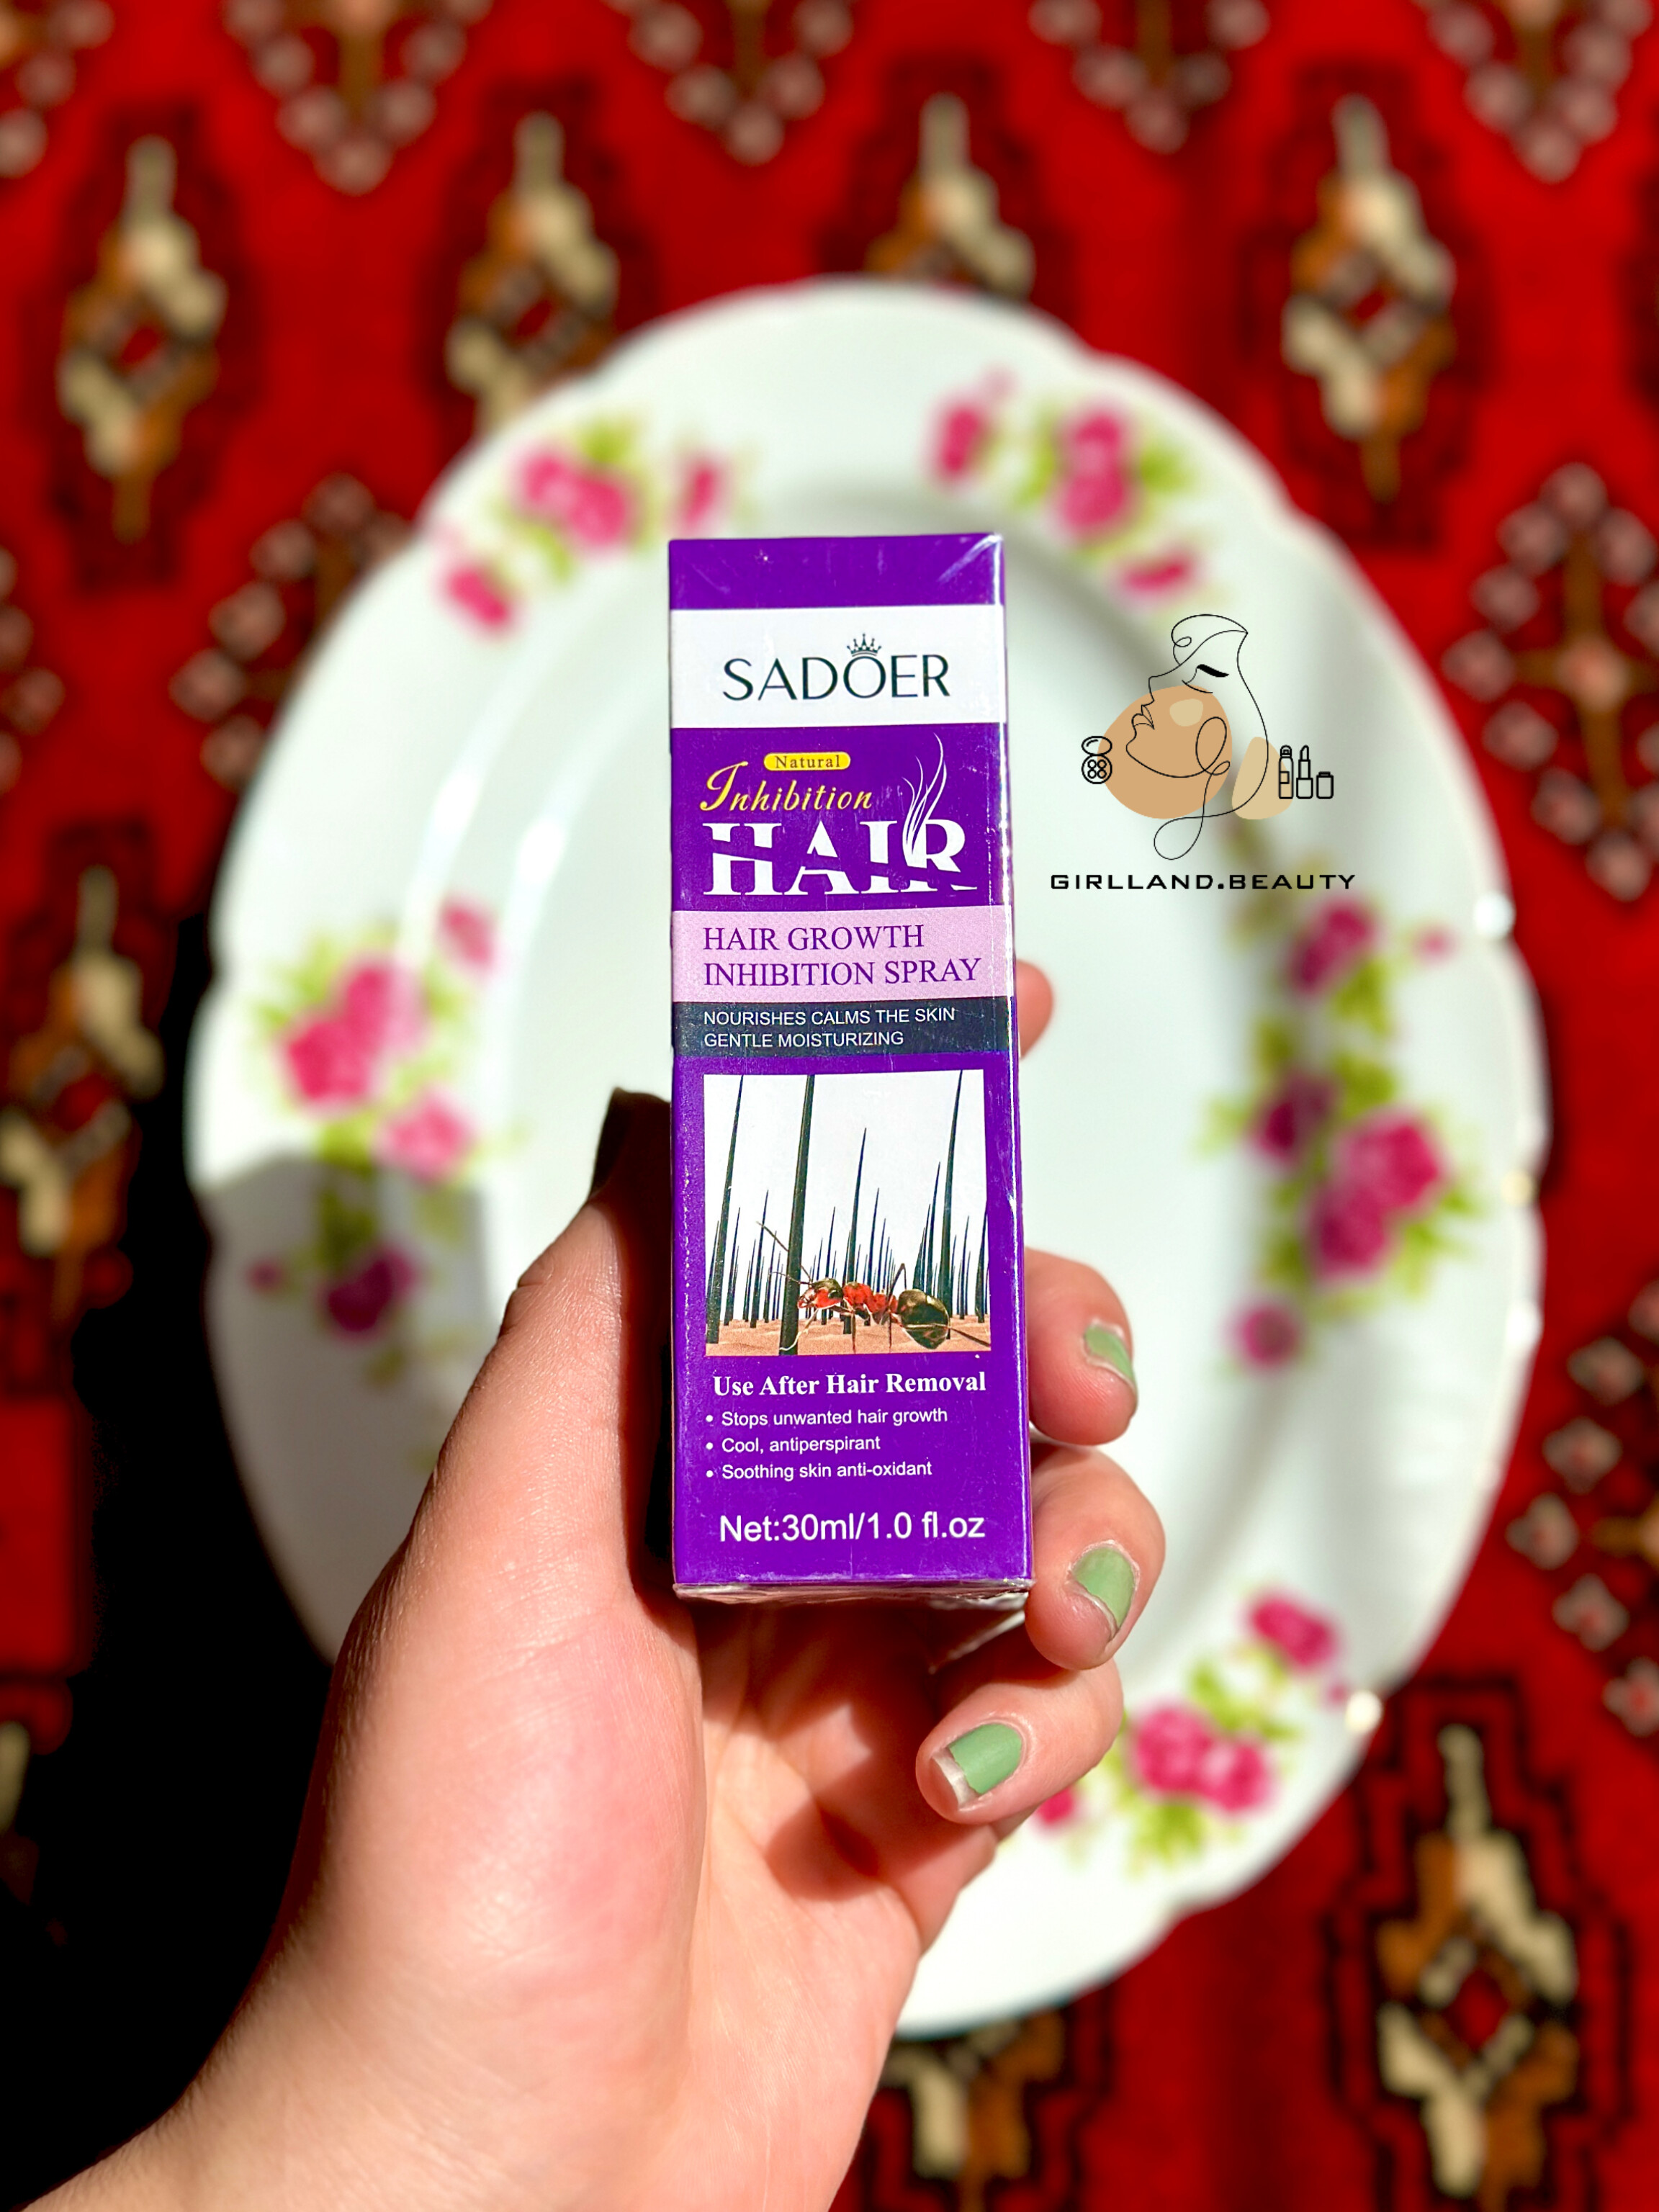 SADOER
Natural
Inhibition
HAIR
HAIR GROWTH
INHIBITION SPRAY
NOURISHES CALMS THE SKIN
GENTLE MOISTURIZING
Use After Hair Removal
• Stops unwanted hair growth
• Cool, antiperspirant
• Soothing skin anti-oxidant
Net:30ml/1.0 fl.oz
GIRLLAND.BEAUTY